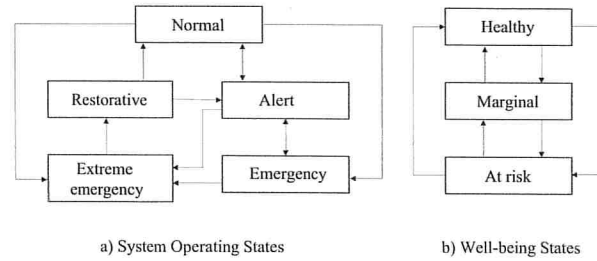 Normal
Healthy
Restorative
Alert
Marginal
Extreme
emergency
Emergency
At risk
a) System Operating States
b) Well-being States